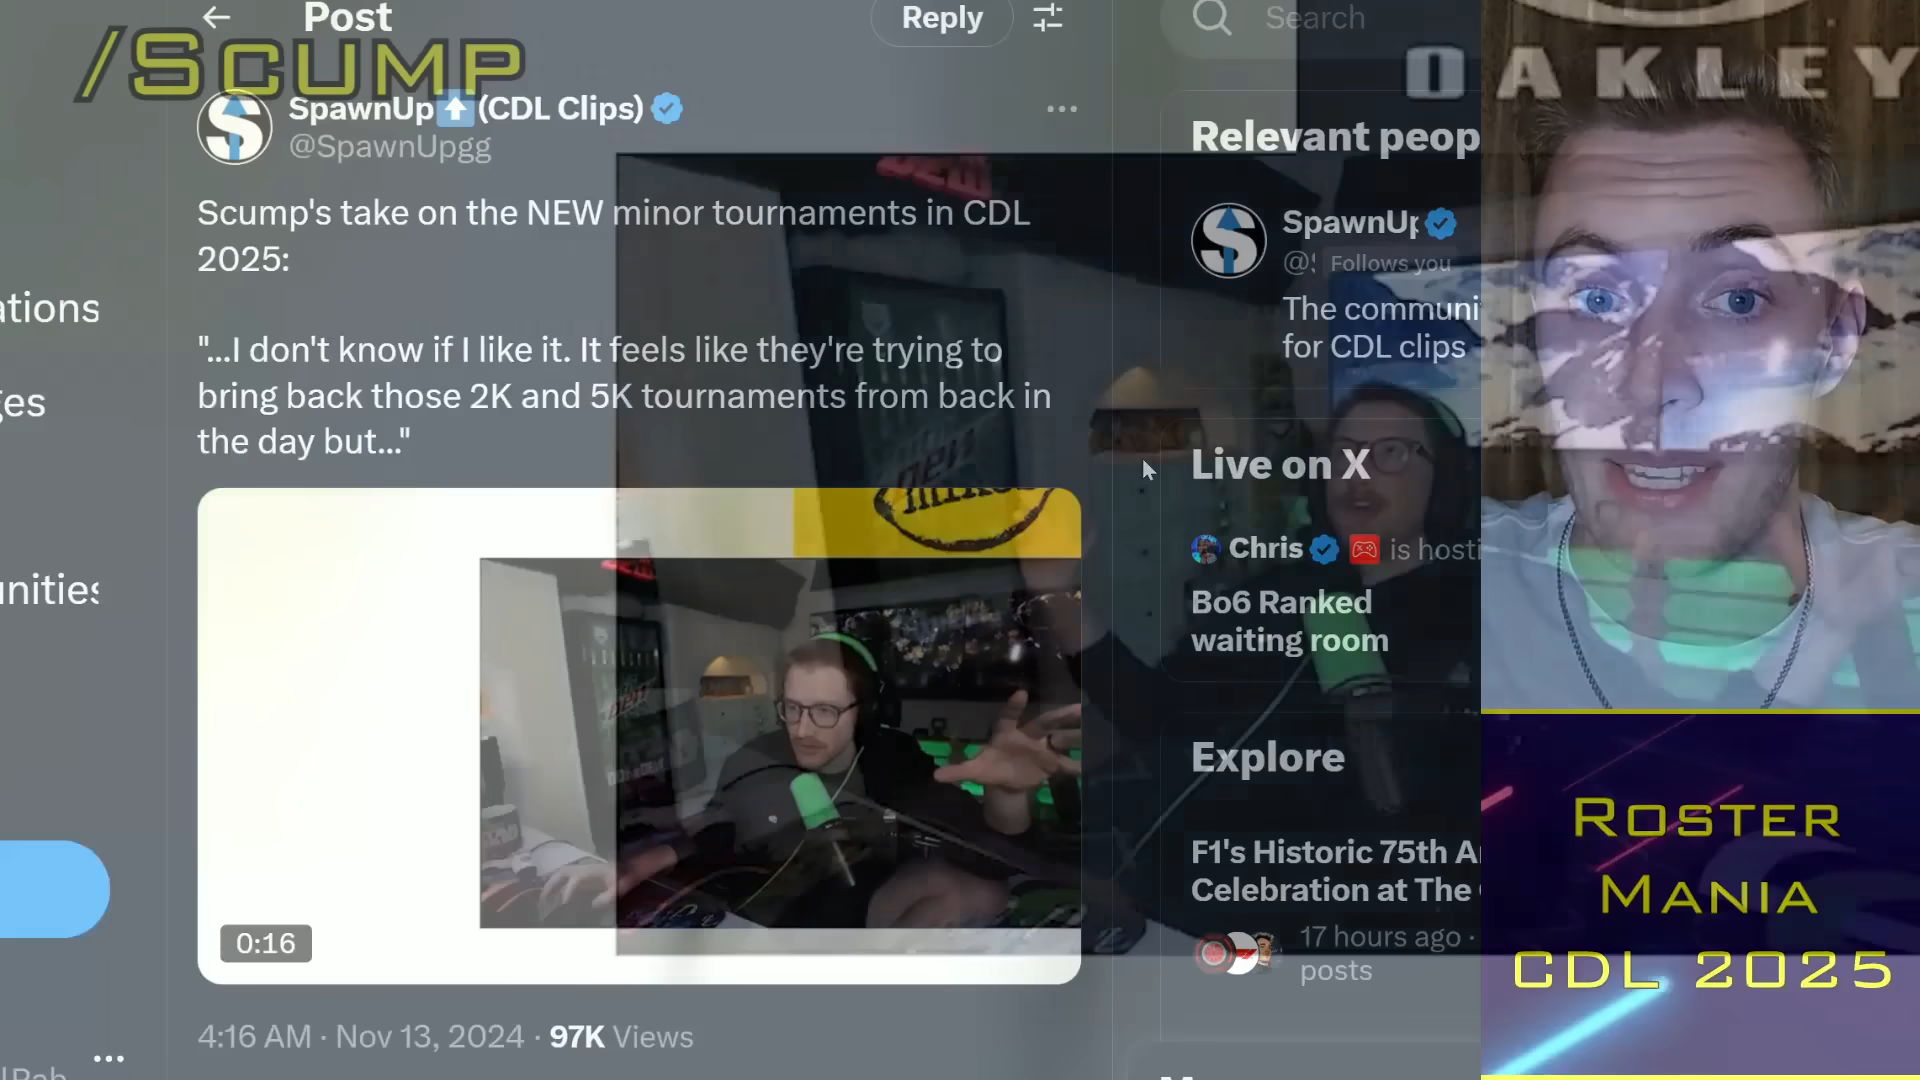 Post
Reply
Search
/Scump
OAKLEY
SpawnUp (CDL Clips)
@SpawnUpgg
Scump's take on the NEW minor tournaments in CDL
2025:
"...I don't know if I like it. It feels like they're trying to
bring back those 2K and 5K tournaments from back in
the day but..."
0:16
4:16 AM · Nov 13, 2024 · 97K Views
Relevant peop
SpawnUp
Follows you
The communi
for CDL clips
Live on X
Chris is hosti
Bo6 Ranked
waiting room
Explore
F1's Historic 75th A
Celebration at The
17 hours ago ·
posts
ations
ges
unities
Roster
Mania
CDL 2025